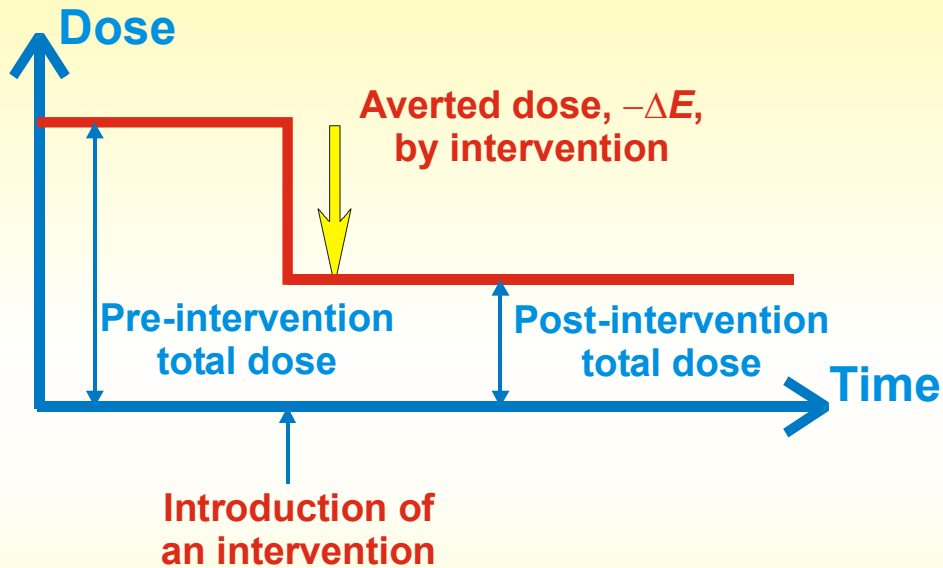 Dose
Averted dose, −ΔE,
by intervention
Pre-intervention
total dose
Post-intervention
total dose
Time
Introduction of
an intervention